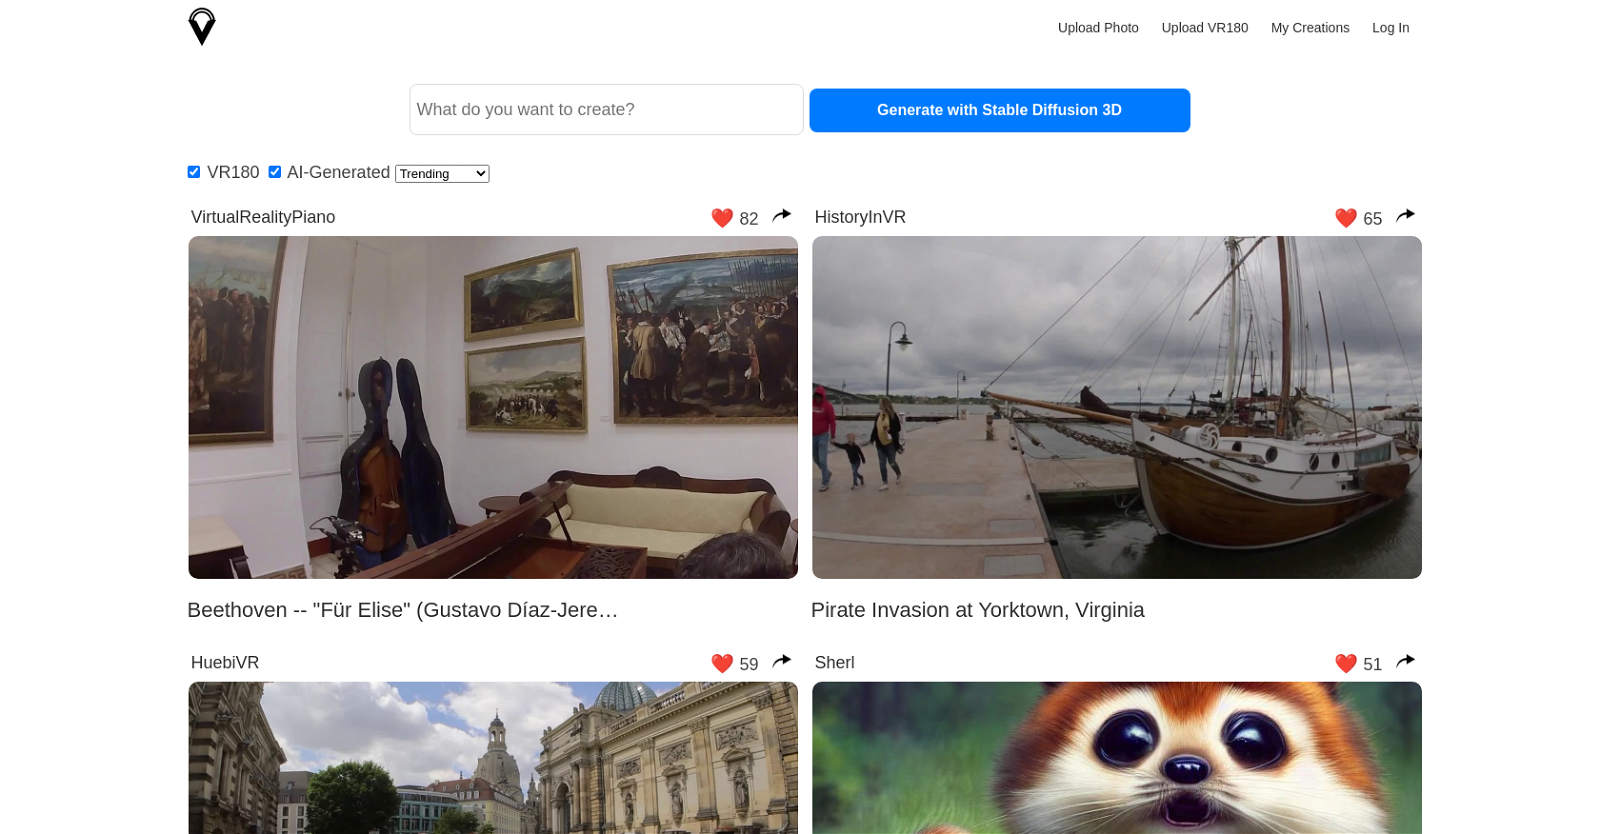 Upload Photo Upload VR180 My Creations Log In
What do you want to create? Generate with Stable Diffusion 3D
VR180 AI-Generated Trending
VirtualRealityPiano 82
HistoryInVR 65
Beethoven -- "Für Elise" (Gustavo Díaz-Jere…
Pirate Invasion at Yorktown, Virginia
HuebiVR 59
Sherl 51